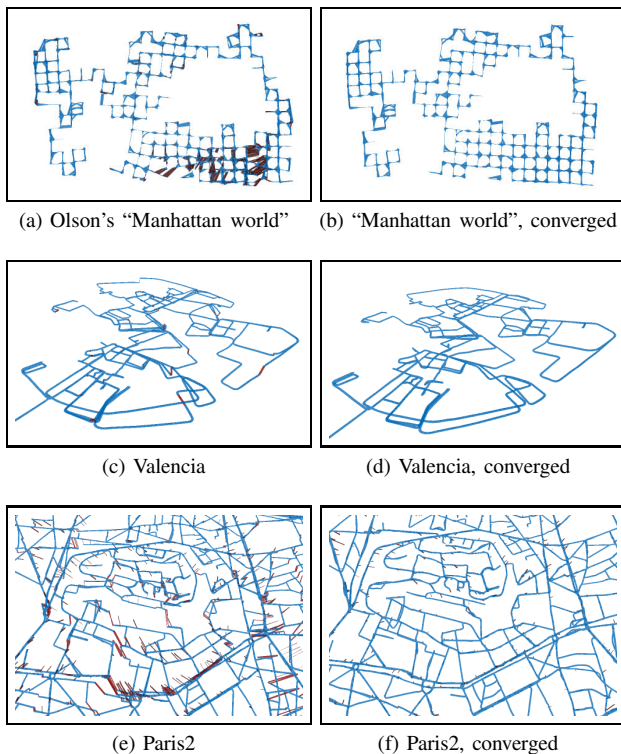 (a) Olson's “Manhattan world”
(b) “Manhattan world”, converged
(c) Valencia
(d) Valencia, converged
(e) Paris2
(f) Paris2, converged